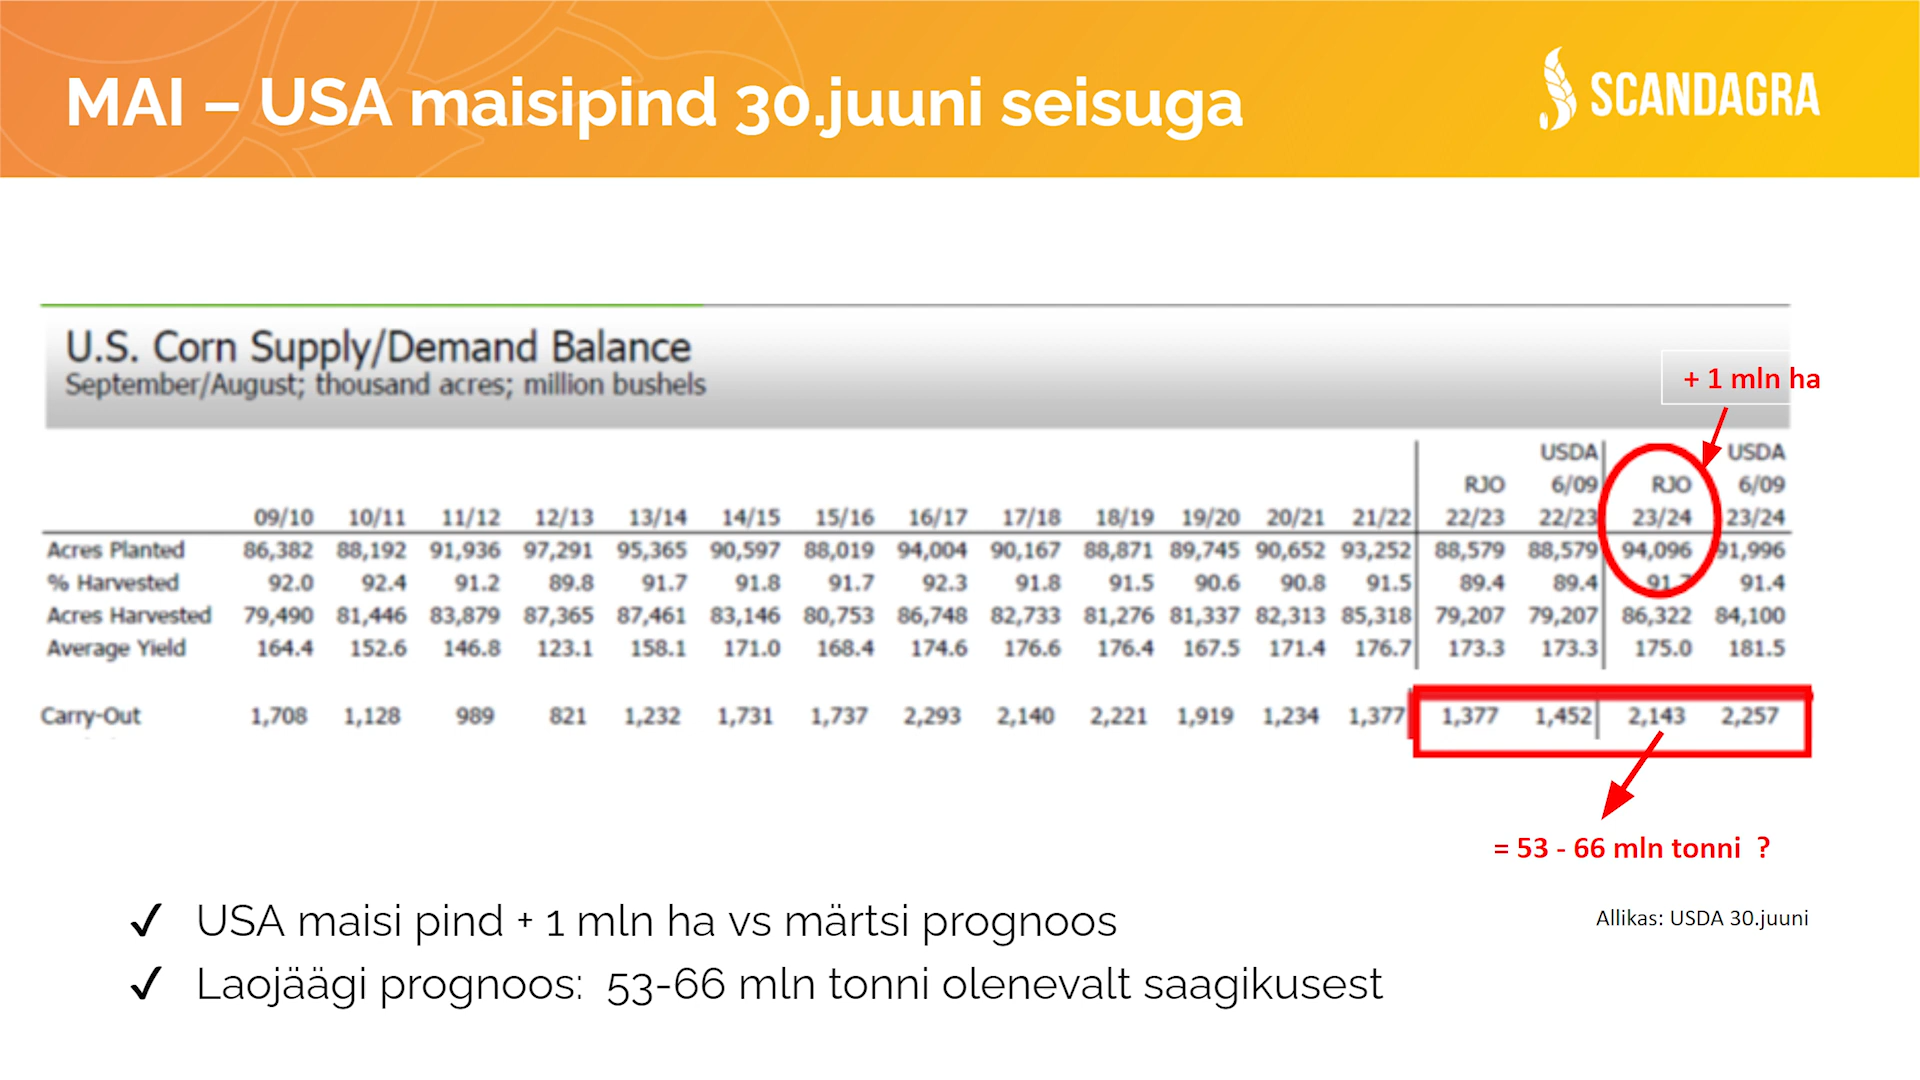 MAI – USA maisipind 30.juuni seisuga
SCANDAGRA
U.S. Corn Supply/Demand Balance
September/August; thousand acres; million bushels
+ 1 mln ha
USDA USDA
RJO 6/09 RJO 6/09
09/10 10/11 11/12 12/13 13/14 14/15 15/16 16/17 17/18 18/19 19/20 20/21 21/22 22/23 22/23 23/24 23/24
Acres Planted 86,382 88,192 91,936 97,291 95,365 90,597 88,019 94,004 90,167 88,871 89,745 90,652 93,252 88,579 88,579 94,096 91,996
% Harvested 92.0 92.4 91.2 89.8 91.7 91.8 91.7 92.3 91.8 91.5 90.6 90.8 91.5 89.4 89.4 91.7 91.4
Acres Harvested 79,490 81,446 83,879 87,365 87,461 83,146 80,753 86,748 82,733 81,276 81,337 82,313 85,318 79,207 79,207 86,322 84,100
Average Yield 164.4 152.6 146.8 123.1 158.1 171.0 168.4 174.6 176.6 176.4 167.5 171.4 176.7 173.3 173.3 175.0 181.5
Carry-Out 1,708 1,128 989 821 1,232 1,731 1,737 2,293 2,140 2,221 1,919 1,234 1,377 1,377 1,452 2,143 2,257
= 53 - 66 mln tonni ?
✓ USA maisi pind + 1 mln ha vs märtsi prognoos
Allikas: USDA 30.juuni
✓ Laojäägi prognoos: 53-66 mln tonni olenevalt saagikusest